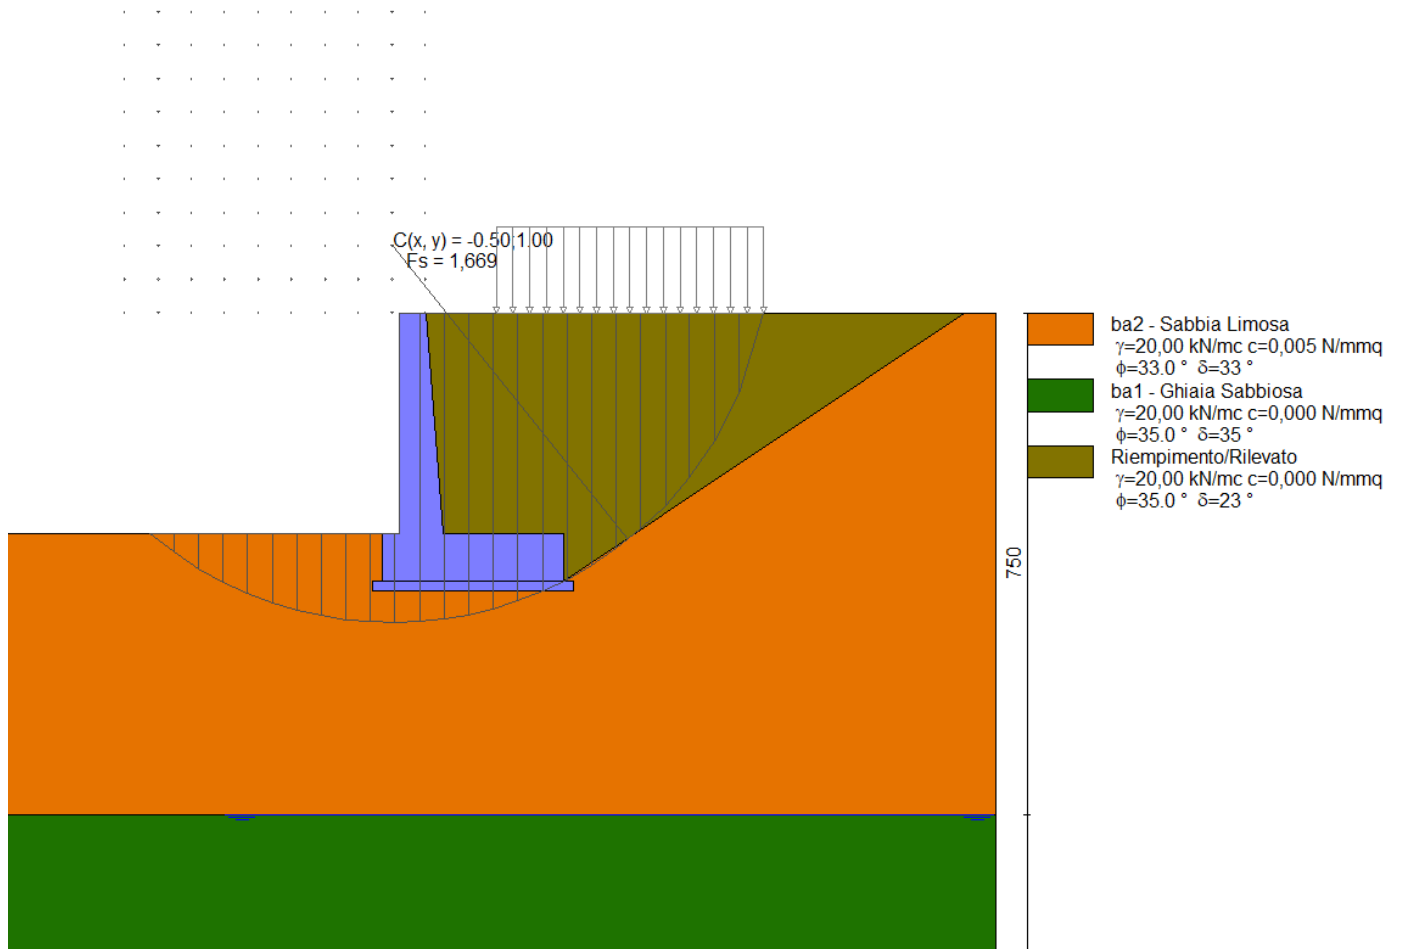 C(x, y) = -0.50;1.00
Fs = 1,669
ba2 - Sabbia Limosa
γ=20,00 kN/mc c=0,005 N/mmq
ϕ=33.0 ° δ=33 °
ba1 - Ghiaia Sabbiosa
γ=20,00 kN/mc c=0,000 N/mmq
ϕ=35.0 ° δ=35 °
Riempimento/Rilevato
γ=20,00 kN/mc c=0,000 N/mmq
ϕ=35.0 ° δ=23 °
750